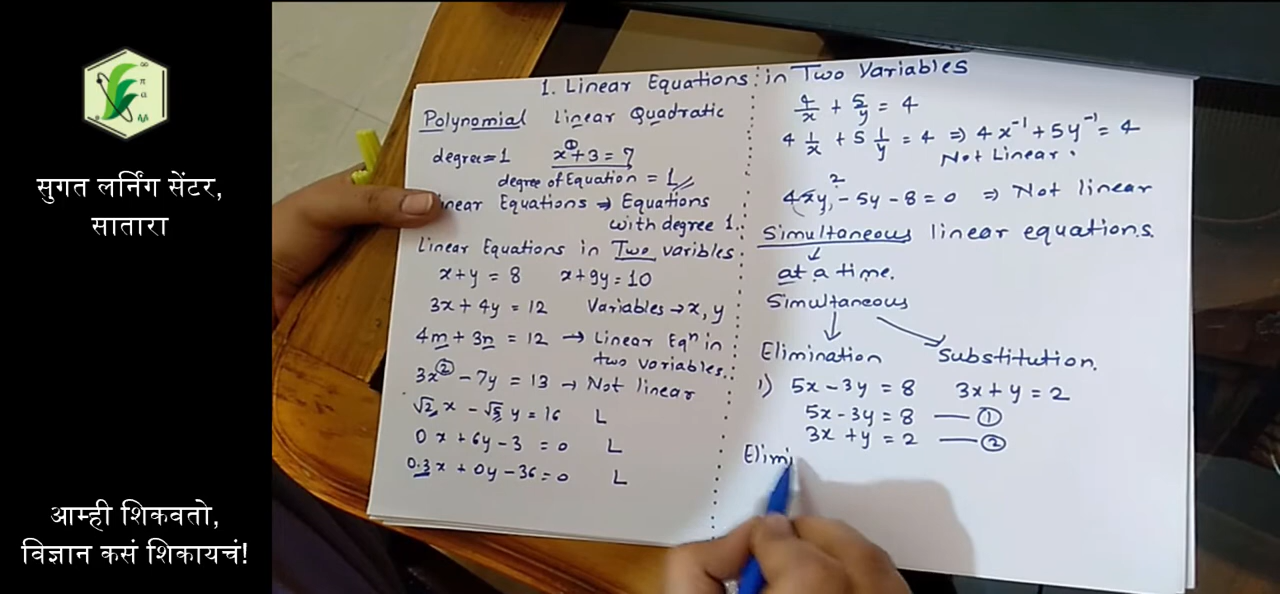 सुगत लर्निंग सेंटर,
सातारा
आम्ही शिकवतो,
विज्ञान कसं शिकायचं!
1. Linear Equations in Two Variables
Polynomial linear Quadratic
degree=1 x¹+3=7
degree of Equation = 1
Linear Equations → Equations
with degree 1.
Linear Equations in Two varibles.
x+y = 8 x+9y=10
3x+4y=12 Variables→x, y
4m+3n=12 → Linear Eqⁿ in
two variables.
3x²-7y=13 → Not linear
√2x - √5y=16 L
0x+6y-3=0 L
0.3x+0y-36=0 L
4/x + 5/y = 4
4 1/x + 5 1/y = 4 ⇒ 4x⁻¹+5y⁻¹=4
Not Linear.
2
-5y-8=0 ⇒ Not linear
Simultaneous linear equations.
↓
at a time.
Simultaneous
Elimination Substitution.
1) 5x-3y=8 3x+y=2
5x-3y=8 — ①
3x+y=2 — ②
Elimi